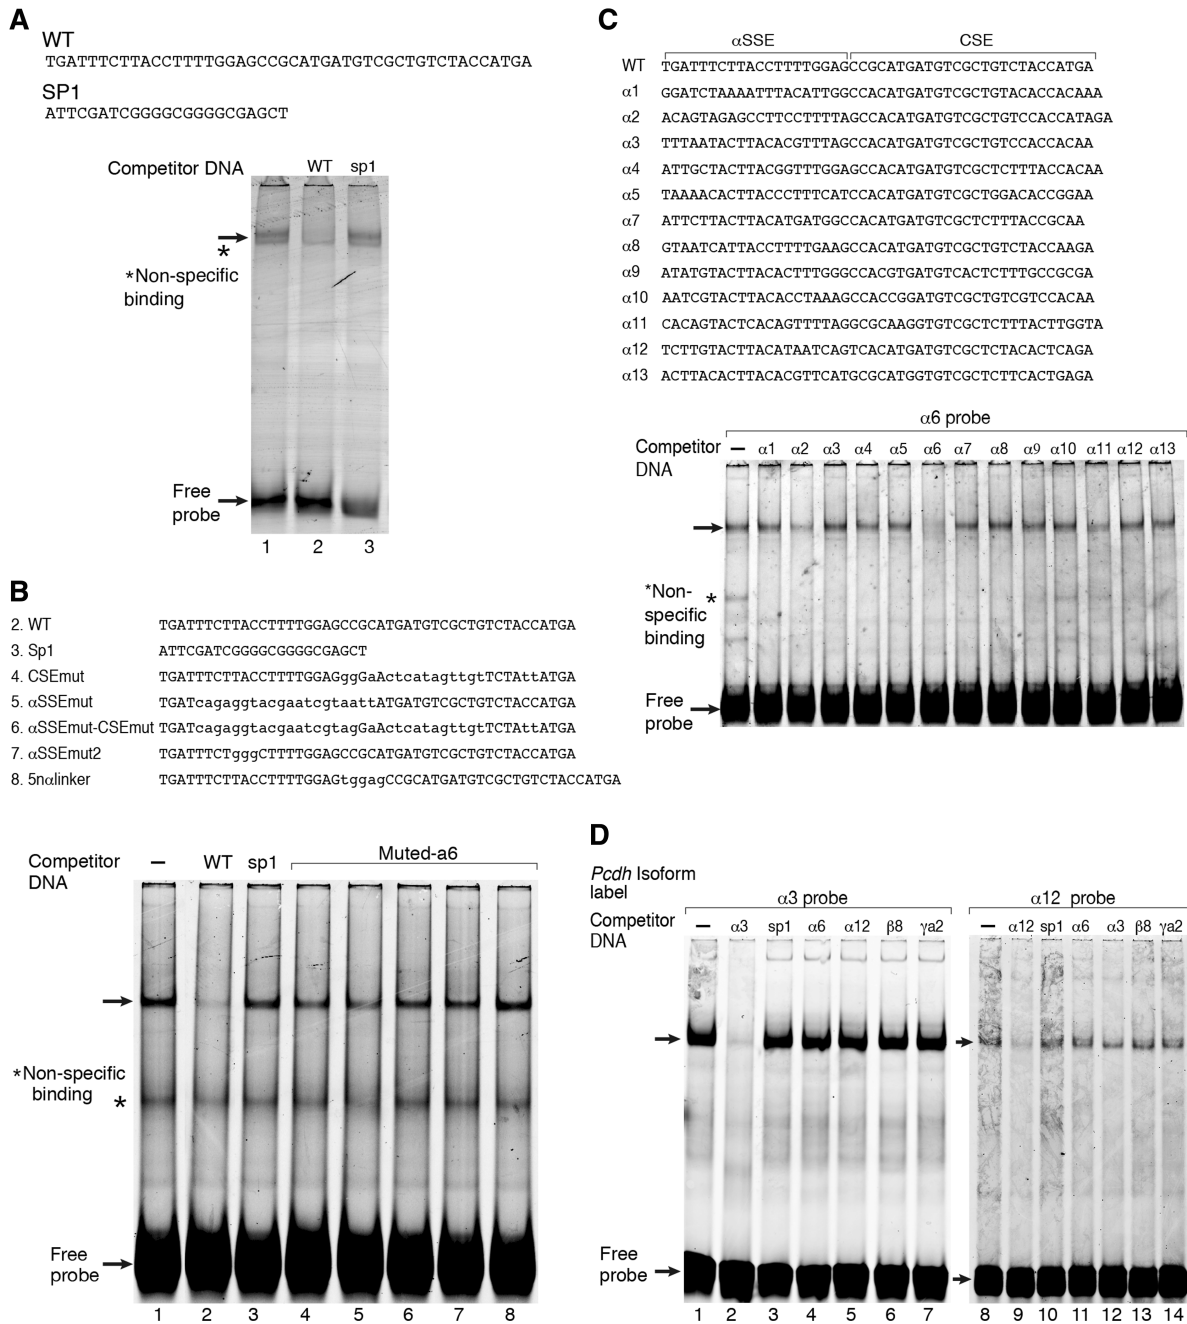 A
WT
TGATTTCTTACCTTTTGGAGCCGCATGATGTCGCTGTCTACCATGA
SP1
ATTCGATCGGGGCGGGGCGAGCT
Competitor DNA WT sp1
*
*Non-specific
binding
Free
probe
1 2 3
B
2. WT TGATTTCTTACCTTTTGGAGCCGCATGATGTCGCTGTCTACCATGA
3. Sp1 ATTCGATCGGGGCGGGGCGAGCT
4. CSEmut TGATTTCTTACCTTTTGGAGggGaActcatagttgtTCTAttATGA
5. αSSEmut TGATcagaggtacgaatcgtaattATGATGTCGCTGTCTACCATGA
6. αSSEmut-CSEmut TGATcagaggtacgaatcgtagGaActcatagttgtTCTAttATGA
7. αSSEmut2 TGATTTCTgggCTTTTGGAGCCGCATGATGTCGCTGTCTACCATGA
8. 5nαlinker TGATTTCTTACCTTTTGGAGtggagCCGCATGATGTCGCTGTCTACCATGA
Competitor
DNA
– WT sp1 Muted-a6
*Non-specific
binding *
Free
probe
1 2 3 4 5 6 7 8
C
αSSE CSE
WT TGATTTCTTACCTTTTGGAGCCGCATGATGTCGCTGTCTACCATGA
α1 GGATCTAAAATTTACATTGGCCACATGATGTCGCTGTACACCACAAA
α2 ACAGTAGAGCCTTCCTTTTAGCCACATGATGTCGCTGTCCACCATAGA
α3 TTTAATACTTACACGTTTAGCCACATGATGTCGCTGTCCACCACAA
α4 ATTGCTACTTACGGTTTGGAGCCACATGATGTCGCTCTTTACCACAA
α5 TAAAACACTTACCCTTTCATCCACATGATGTCGCTGGACACCGGAA
α7 ATTCTTACTTACATGATGGCCACATGATGTCGCTCTTTACCGCAA
α8 GTAATCATTACCTTTTGAAGCCACATGATGTCGCTGTCTACCAAGA
α9 ATATGTACTTACACTTTGGGCCACGTGATGTCACTCTTTGCCGCGA
α10 AATCGTACTTACACCTAAAGCCACCGGATGTCGCTGTCGTCCACAA
α11 CACAGTACTCACAGTTTTAGGCGCAAGGTGTCGCTCTTTACTTGGTA
α12 TCTTGTACTTACATAATCAGTCACATGATGTCGCTCTACACTCAGA
α13 ACTTACACTTACACGTTCATGCGCATGGTGTCGCTCTTCACTGAGA
α6 probe
Competitor
DNA
– α1 α2 α3 α4 α5 α6 α7 α8 α9 α10 α11 α12 α13
*Non- *
specific
binding
Free
probe
D
Pcdh Isoform
label
α3 probe α12 probe
Competitor
DNA
– α3 sp1 α6 α12 β8 γa2 – α12 sp1 α6 α3 β8 γa2
Free
probe
1 2 3 4 5 6 7 8 9 10 11 12 13 14